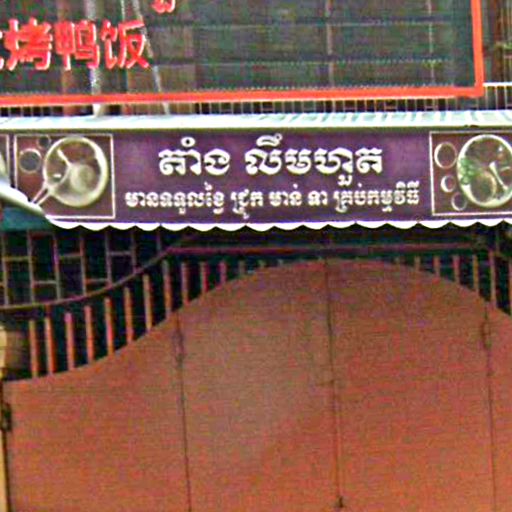 烤鸭饭
តាំង លឹមហួត
មានទទួលខ្វៃ ជ្រូក មាន់ ទា គ្រប់កម្មវិធី